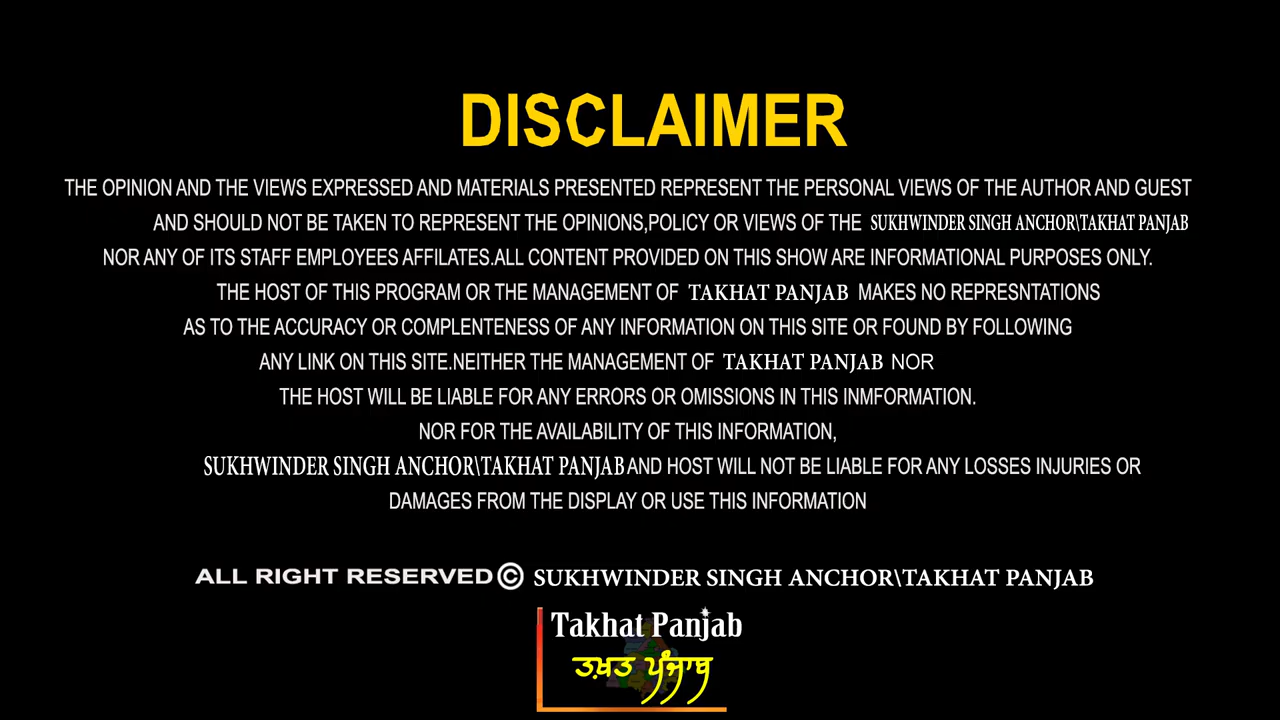 DISCLAIMER
THE OPINION AND THE VIEWS EXPRESSED AND MATERIALS PRESENTED REPRESENT THE PERSONAL VIEWS OF THE AUTHOR AND GUEST
AND SHOULD NOT BE TAKEN TO REPRESENT THE OPINIONS,POLICY OR VIEWS OF THE SUKHWINDER SINGH ANCHOR\TAKHAT PANJAB
NOR ANY OF ITS STAFF EMPLOYEES AFFILATES.ALL CONTENT PROVIDED ON THIS SHOW ARE INFORMATIONAL PURPOSES ONLY.
THE HOST OF THIS PROGRAM OR THE MANAGEMENT OF TAKHAT PANJAB MAKES NO REPRESNTATIONS
AS TO THE ACCURACY OR COMPLENTENESS OF ANY INFORMATION ON THIS SITE OR FOUND BY FOLLOWING
ANY LINK ON THIS SITE.NEITHER THE MANAGEMENT OF TAKHAT PANJAB NOR
THE HOST WILL BE LIABLE FOR ANY ERRORS OR OMISSIONS IN THIS INMFORMATION.
NOR FOR THE AVAILABILITY OF THIS INFORMATION,
SUKHWINDER SINGH ANCHOR\TAKHAT PANJAB AND HOST WILL NOT BE LIABLE FOR ANY LOSSES INJURIES OR
DAMAGES FROM THE DISPLAY OR USE THIS INFORMATION
ALL RIGHT RESERVED© SUKHWINDER SINGH ANCHOR\TAKHAT PANJAB
Takhat Panjab
ਤਖ਼ਤ ਪੰਜਾਬ